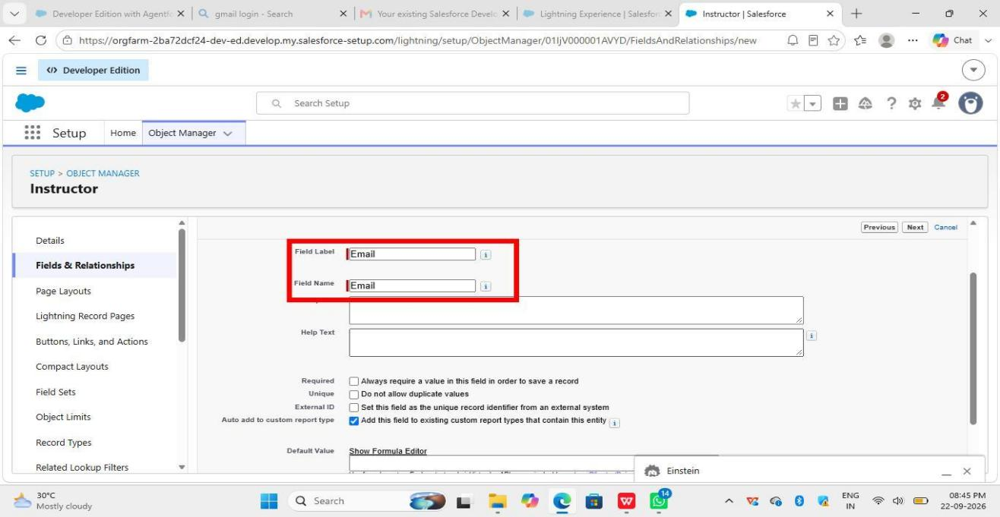 Developer Edition with Agentfo
gmail login - Search
Your existing Salesforce Develo
Lightning Experience | Salesforc
Instructor | Salesforce
https://orgfarm-2ba72dcf24-dev-ed.develop.my.salesforce-setup.com/lightning/setup/ObjectManager/01IjV000001AVYD/FieldsAndRelationships/new
Chat
Developer Edition
Search Setup
2
Setup
Home
Object Manager
SETUP > OBJECT MANAGER
Instructor
Details
Fields & Relationships
Page Layouts
Lightning Record Pages
Buttons, Links, and Actions
Compact Layouts
Field Sets
Object Limits
Record Types
Related Lookup Filters
Previous Next Cancel
Field Label Email
Field Name Email
Help Text
Required Always require a value in this field in order to save a record
Unique Do not allow duplicate values
External ID Set this field as the unique record identifier from an external system
Auto add to custom report type Add this field to existing custom report types that contain this entity
Default Value Show Formula Editor
Einstein
30°C
Mostly cloudy
Search
14
ENG
IN
08:45 PM
22-09-2026